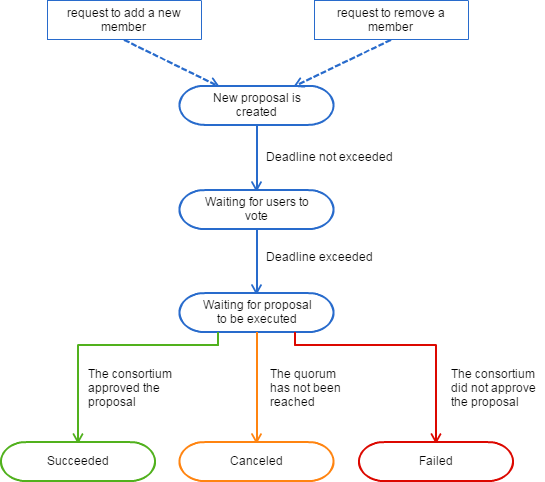 request to add a new
member
request to remove a
member
New proposal is
created
Deadline not exceeded
Waiting for users to
vote
Deadline exceeded
Waiting for proposal
to be executed
The consortium
approved the
proposal
The quorum
has not been
reached
The consortium
did not approve
the proposal
Succeeded
Canceled
Failed